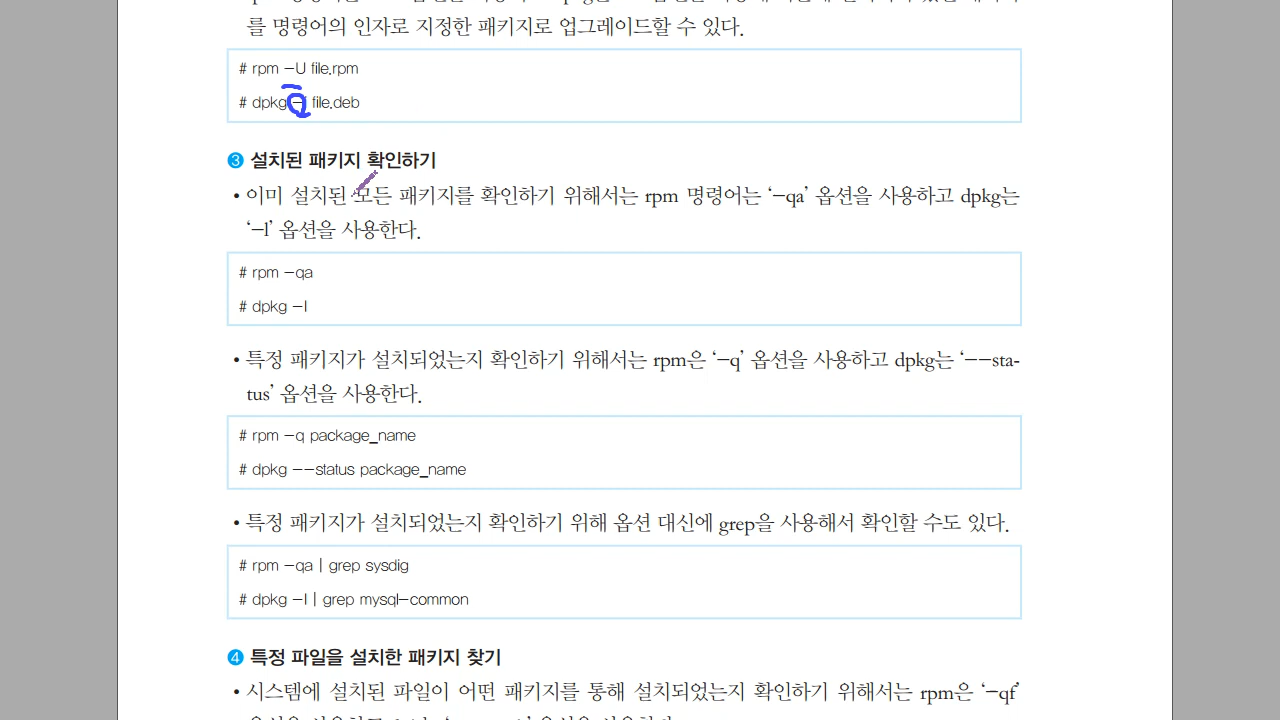 를 명령어의 인자로 지정한 패키지로 업그레이드할 수 있다.
# rpm –U file.rpm
# dpkg –i file.deb
❸ 설치된 패키지 확인하기
• 이미 설치된 모든 패키지를 확인하기 위해서는 rpm 명령어는 ‘–qa’ 옵션을 사용하고 dpkg는
‘–l’ 옵션을 사용한다.
# rpm –qa
# dpkg –l
• 특정 패키지가 설치되었는지 확인하기 위해서는 rpm은 ‘–q’ 옵션을 사용하고 dpkg는 ‘––sta-
tus’ 옵션을 사용한다.
# rpm –q package_name
# dpkg ––status package_name
• 특정 패키지가 설치되었는지 확인하기 위해 옵션 대신에 grep을 사용해서 확인할 수도 있다.
# rpm –qa | grep sysdig
# dpkg –l | grep mysql–common
❹ 특정 파일을 설치한 패키지 찾기
• 시스템에 설치된 파일이 어떤 패키지를 통해 설치되었는지 확인하기 위해서는 rpm은 ‘–qf’